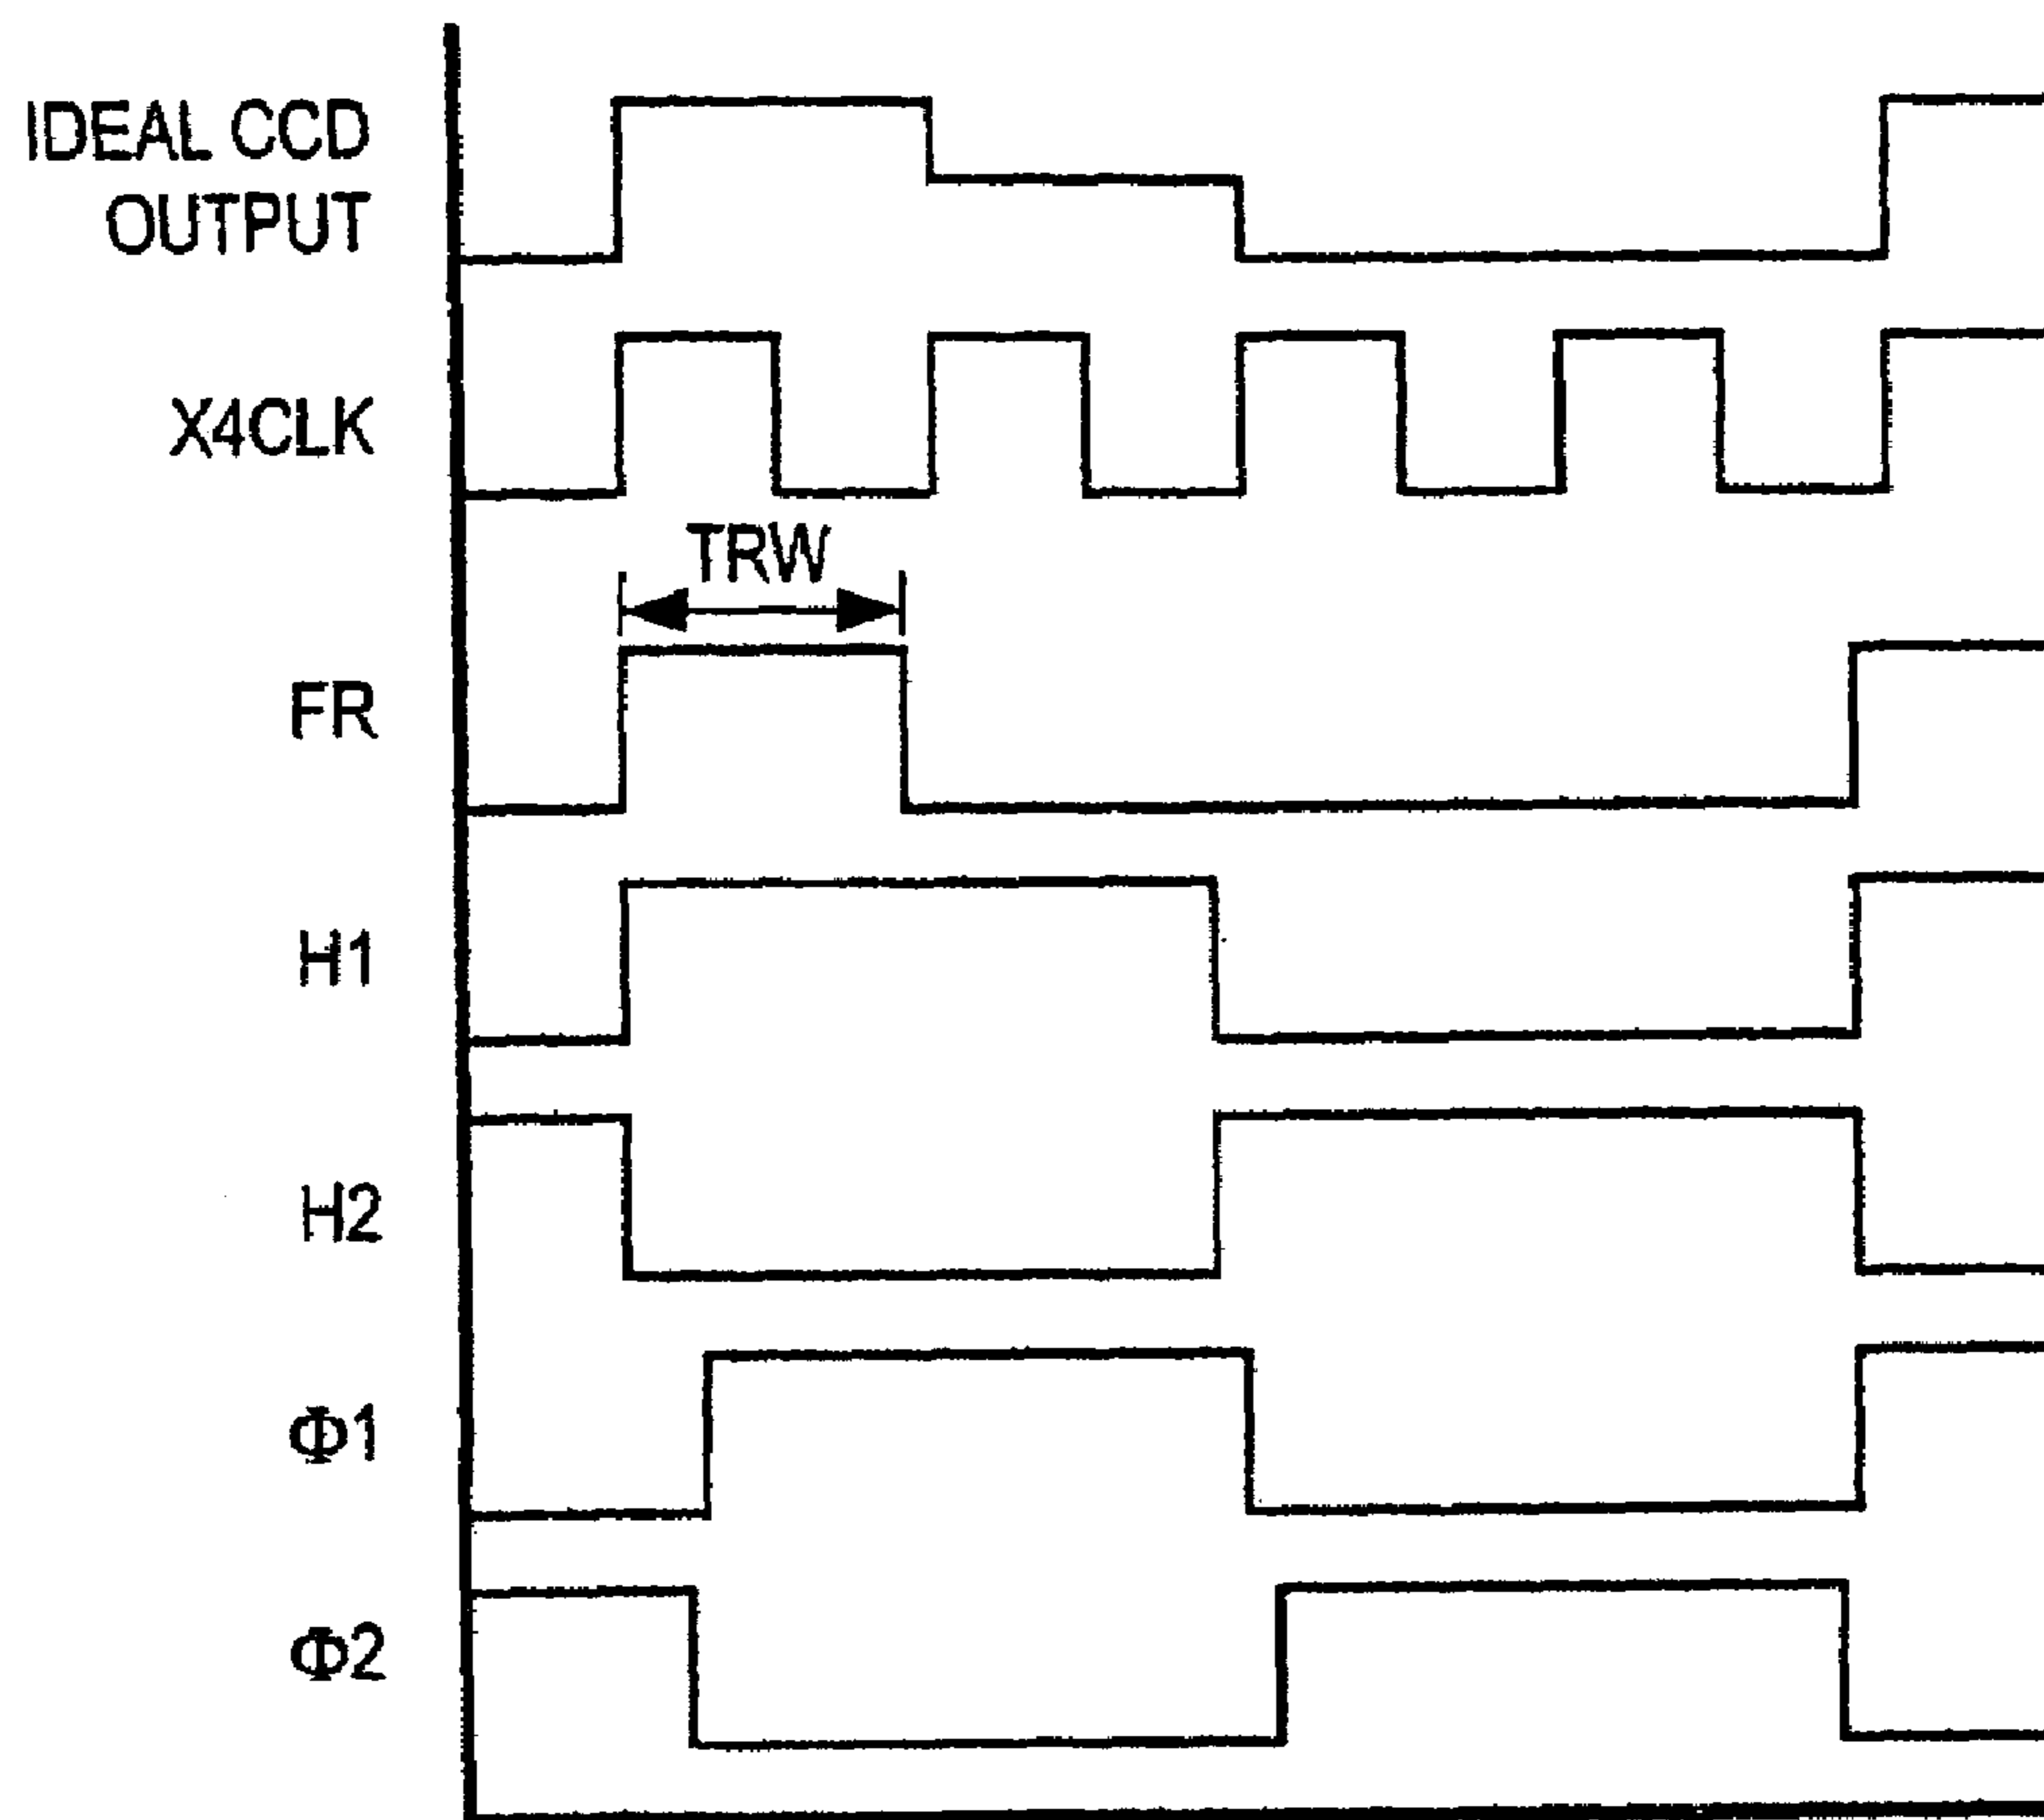 IDEAL CCD
OUTPUT
X4CLK
TRW
FR
H1
H2
Φ1
Φ2